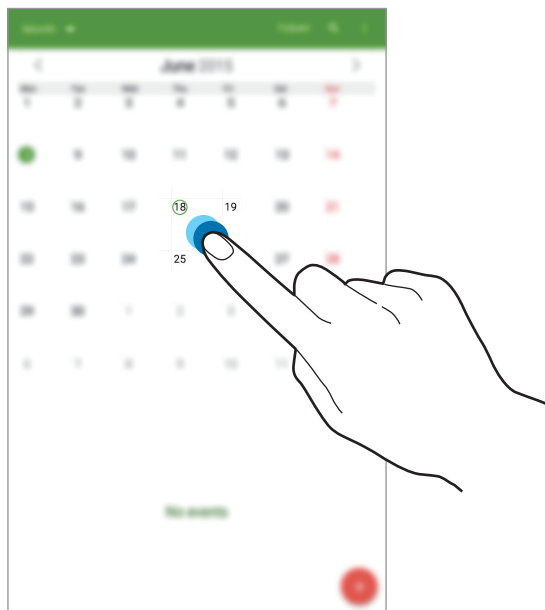 Month TODAY
June 2015
Mon Tue Wed Thu Fri Sat Sun
1 2 3 4 5 6 7
9 10 11 12 13 14
15 16 17 18 19 20 21
22 23 24 25 27 28
29 30 1 2 3
6 7 8 9 10 11
No events